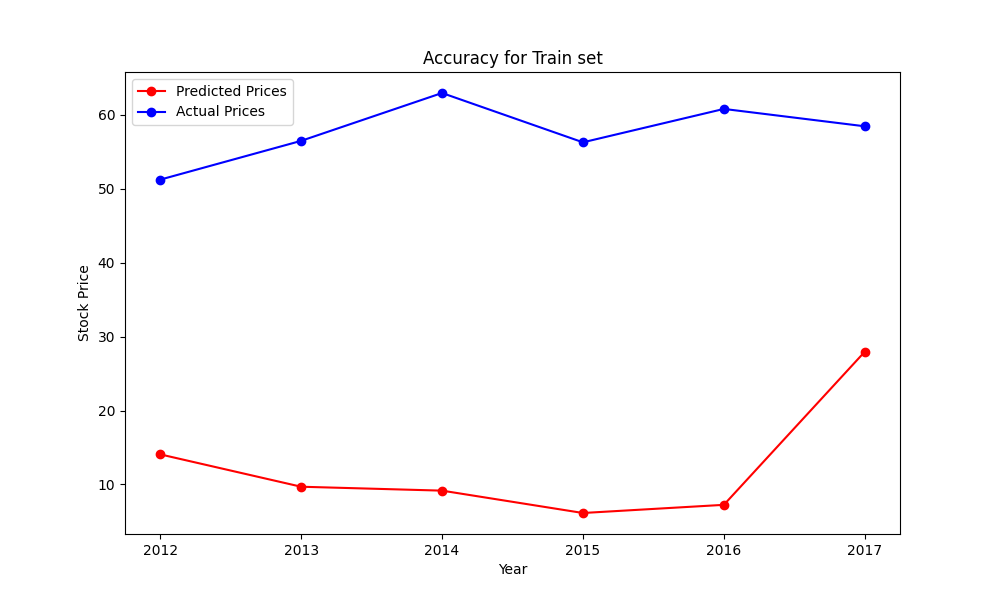 Accuracy for Train set
Predicted Prices
Actual Prices
60
50
40
30
20
10
Stock Price
2012 2013 2014 2015 2016 2017
Year